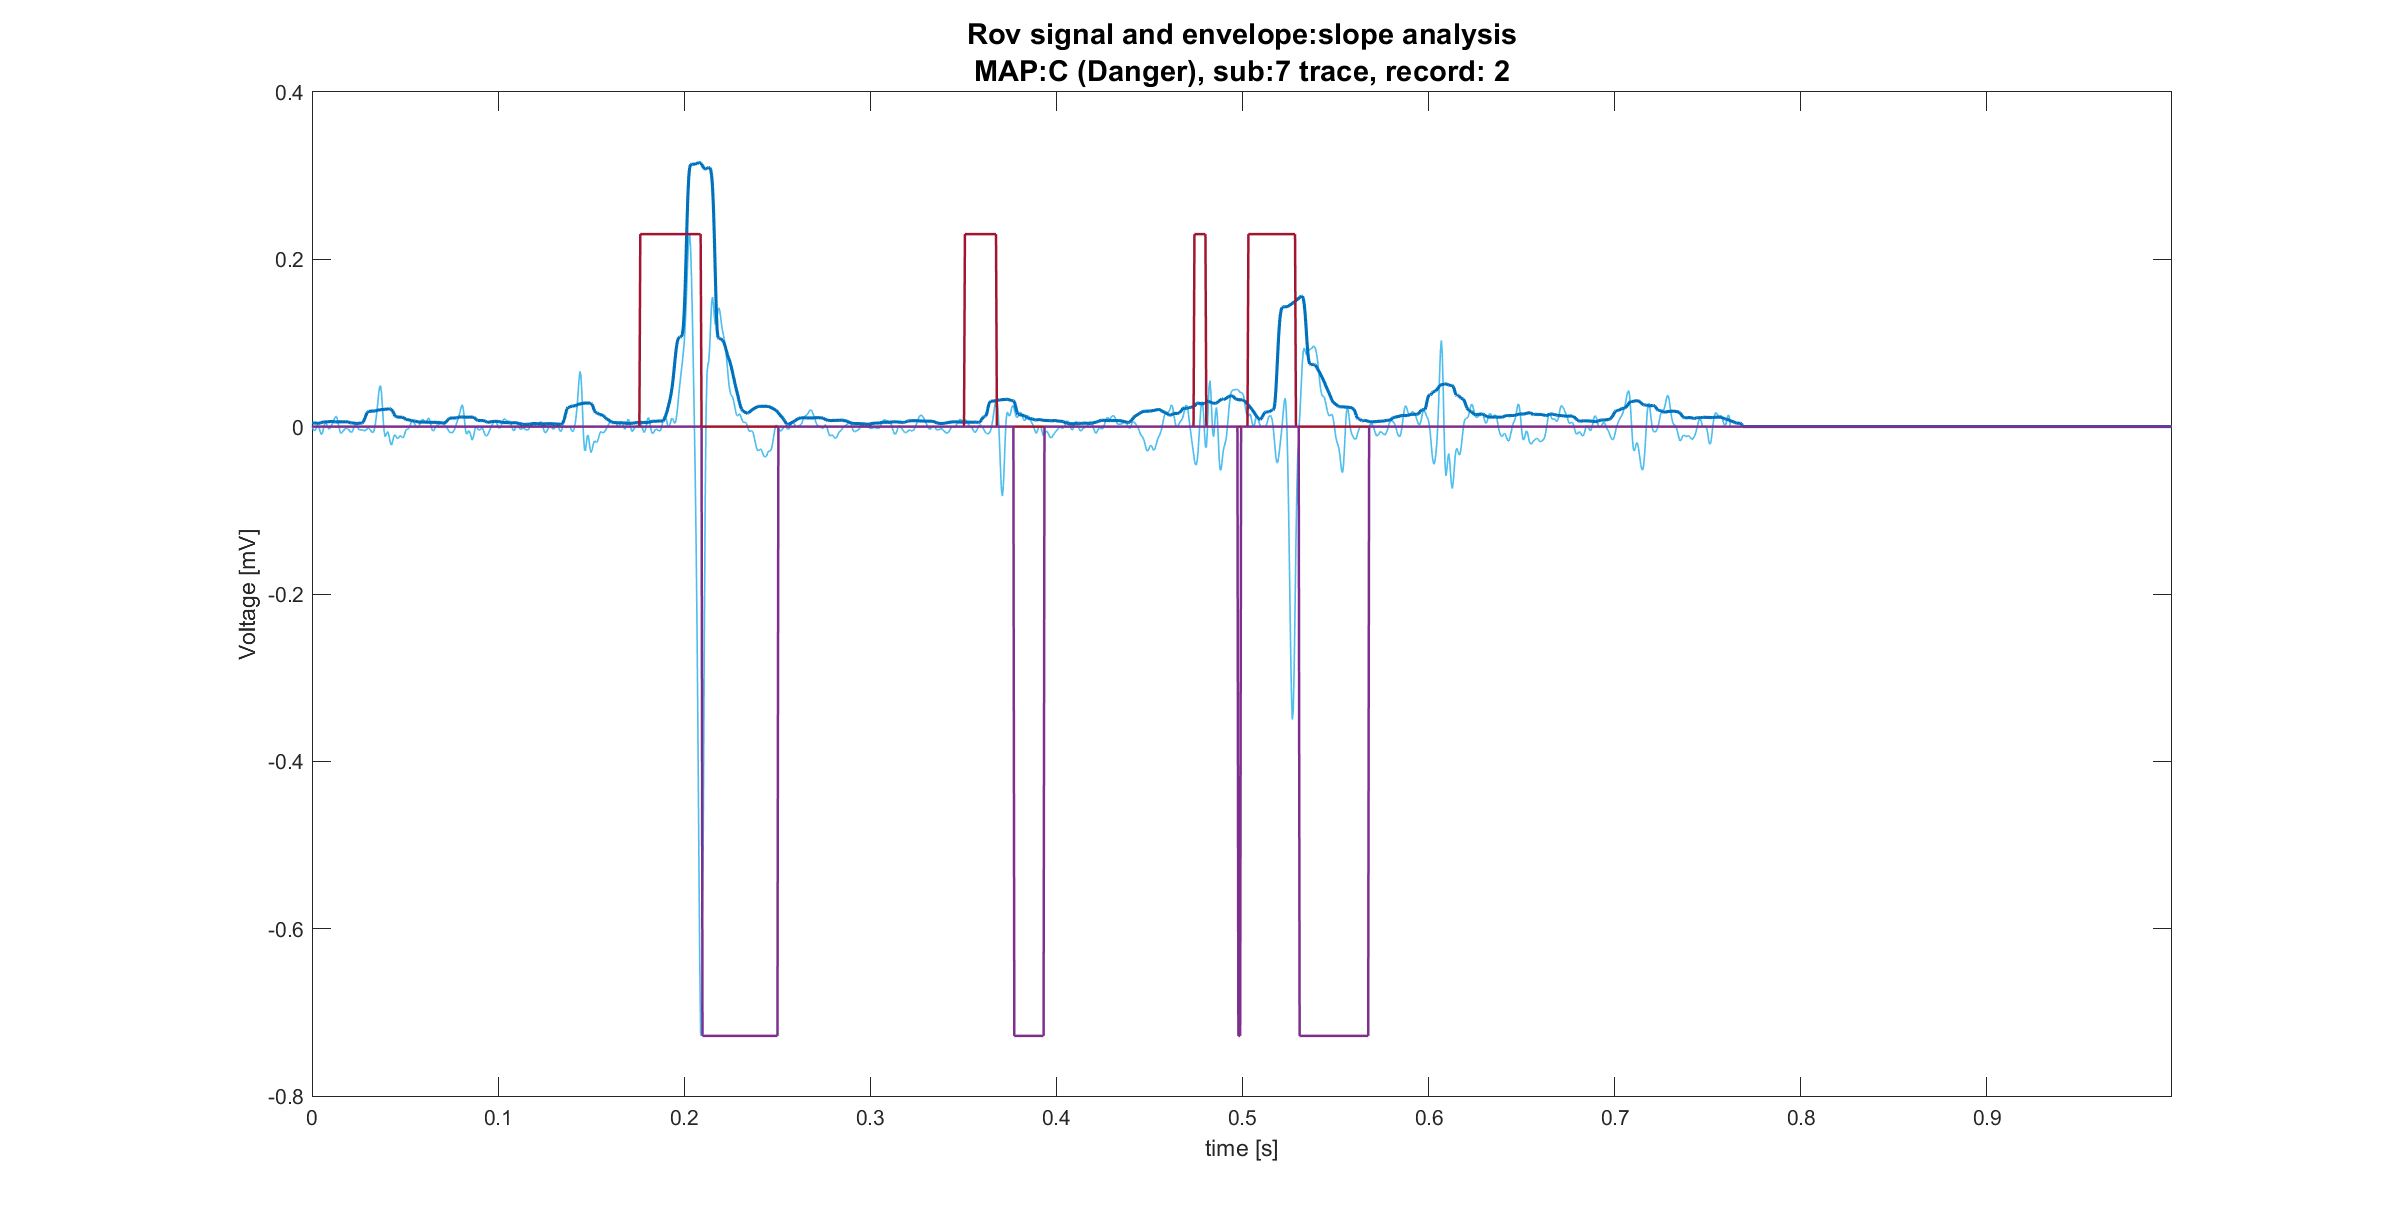 Rov signal and envelope:slope analysis
MAP:C (Danger), sub:7 trace, record: 2
0.4
0.2
0
-0.2
-0.4
-0.6
-0.8
Voltage [mV]
0 0.1 0.2 0.3 0.4 0.5 0.6 0.7 0.8 0.9
time [s]